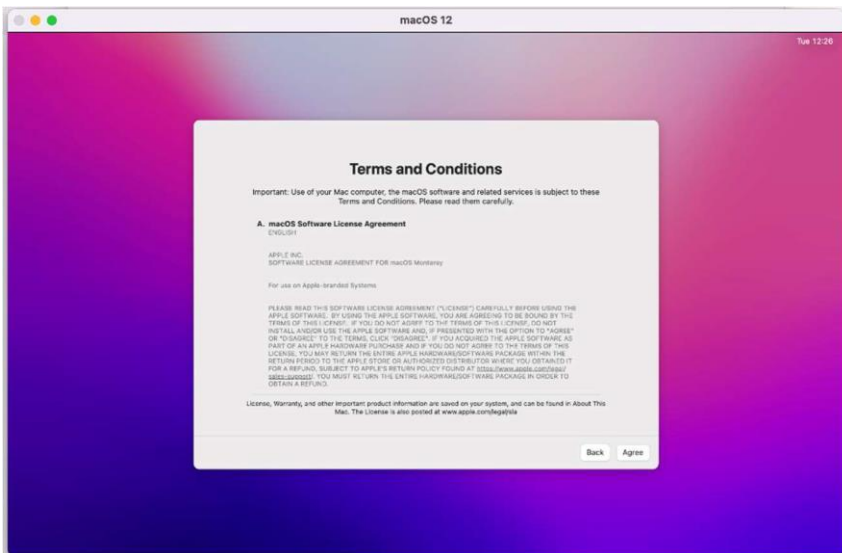 macOS 12
Tue 12:26
Terms and Conditions
Important: Use of your Mac computer, the macOS software and related services is subject to these
Terms and Conditions. Please read them carefully.
A. macOS Software License Agreement
ENGLISH
APPLE INC.
SOFTWARE LICENSE AGREEMENT FOR macOS Monterey
For use on Apple-branded Systems
PLEASE READ THIS SOFTWARE LICENSE AGREEMENT ("LICENSE") CAREFULLY BEFORE USING THE
APPLE SOFTWARE. BY USING THE APPLE SOFTWARE, YOU ARE AGREEING TO BE BOUND BY THE
TERMS OF THIS LICENSE. IF YOU DO NOT AGREE TO THE TERMS OF THIS LICENSE, DO NOT
INSTALL AND/OR USE THE APPLE SOFTWARE AND, IF PRESENTED WITH THE OPTION TO "AGREE"
OR "DISAGREE" TO THE TERMS, CLICK "DISAGREE". IF YOU ACQUIRED THE APPLE SOFTWARE AS
PART OF AN APPLE HARDWARE PURCHASE AND IF YOU DO NOT AGREE TO THE TERMS OF THIS
LICENSE, YOU MAY RETURN THE ENTIRE APPLE HARDWARE/SOFTWARE PACKAGE WITHIN THE
RETURN PERIOD TO THE APPLE STORE OR AUTHORIZED DISTRIBUTOR WHERE YOU OBTAINED IT
FOR A REFUND, SUBJECT TO APPLE'S RETURN POLICY FOUND AT https://www.apple.com/legal/
sales-support/. YOU MUST RETURN THE ENTIRE HARDWARE/SOFTWARE PACKAGE IN ORDER TO
OBTAIN A REFUND.
License, Warranty, and other important product information are saved on your system, and can be found in About This
Mac. The License is also posted at www.apple.com/legal/sla
Back Agree